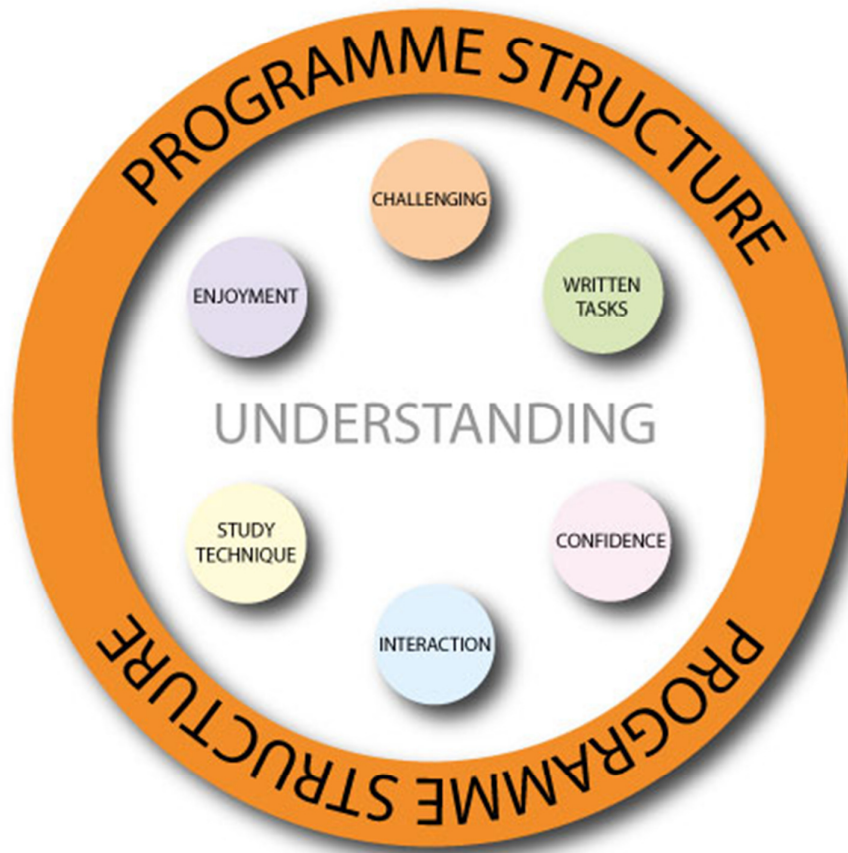 PROGRAMME STRUCTURE
CHALLENGING
ENJOYMENT
WRITTEN
TASKS
UNDERSTANDING
STUDY
TECHNIQUE
CONFIDENCE
INTERACTION
PROGRAMME STRUCTURE